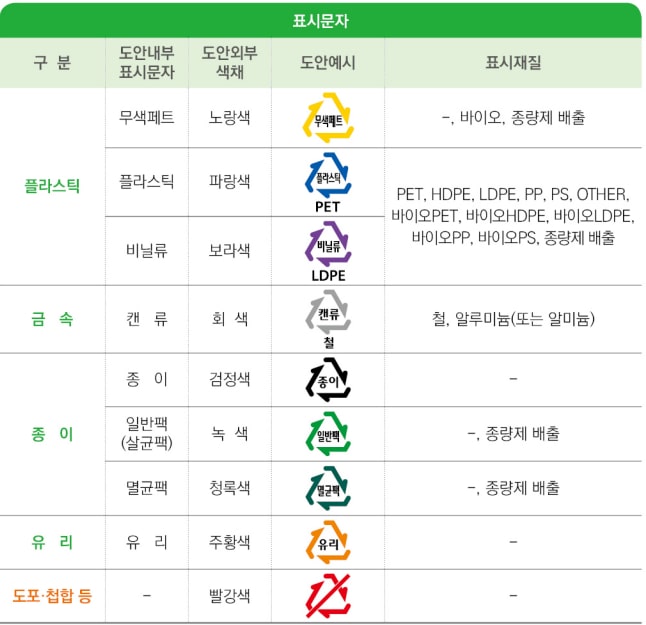 표시문자
구 분
도안내부
표시문자
도안외부
색채
도안예시
표시재질
플라스틱
무색페트
노랑색
무색페트
-, 바이오, 종량제 배출
플라스틱
파랑색
플라스틱
PET
PET, HDPE, LDPE, PP, PS, OTHER,
바이오PET, 바이오HDPE, 바이오LDPE,
바이오PP, 바이오PS, 종량제 배출
비닐류
보라색
비닐류
LDPE
금 속
캔 류
회 색
캔류
철
철, 알루미늄(또는 알미늄)
종 이
종 이
검정색
종이
-
일반팩
(살균팩)
녹 색
일반팩
-, 종량제 배출
멸균팩
청록색
멸균팩
-, 종량제 배출
유 리
유 리
주황색
유리
-
도포·첩합 등
-
빨강색
-